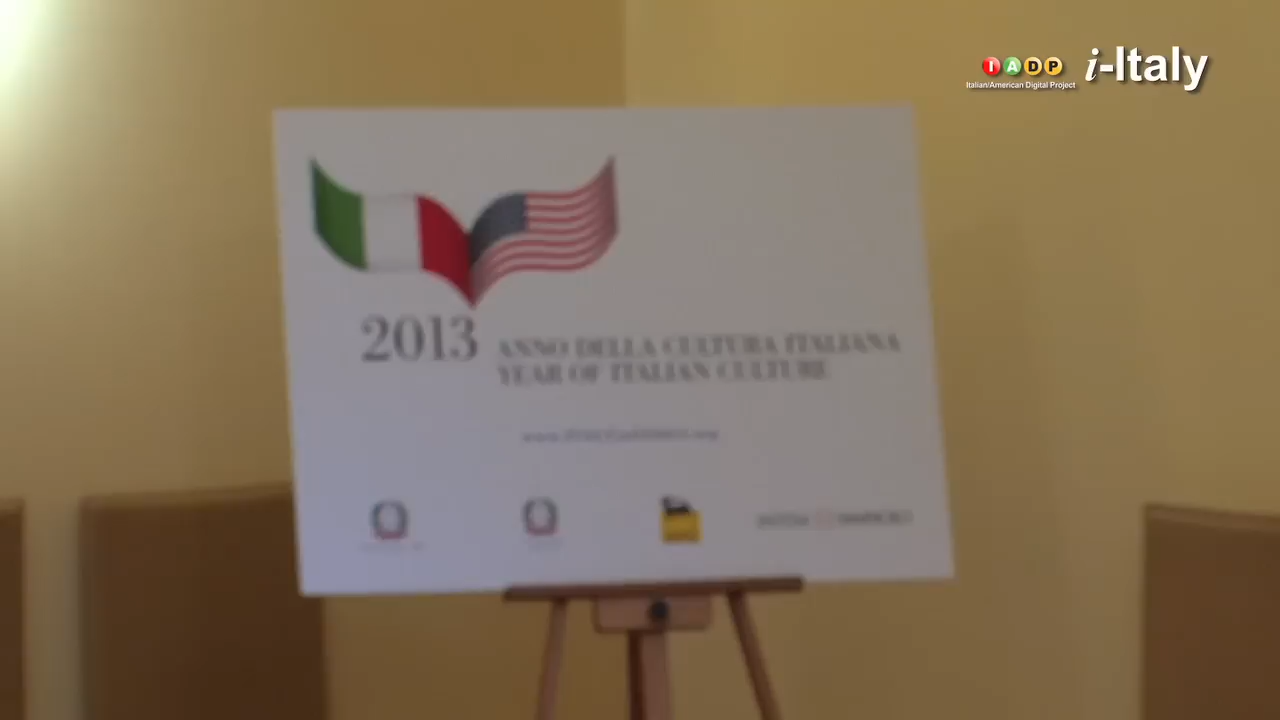 IADP
Italian/American Digital Project
i-Italy
2013
ANNO DELLA CULTURA ITALIANA
YEAR OF ITALIAN CULTURE